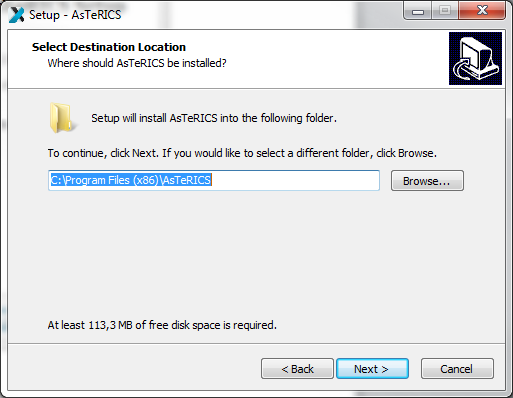 Setup - AsTeRICS
Select Destination Location
Where should AsTeRICS be installed?
Setup will install AsTeRICS into the following folder.
To continue, click Next. If you would like to select a different folder, click Browse.
C:\Program Files (x86)\AsTeRICS
Browse...
At least 113,3 MB of free disk space is required.
< Back
Next >
Cancel